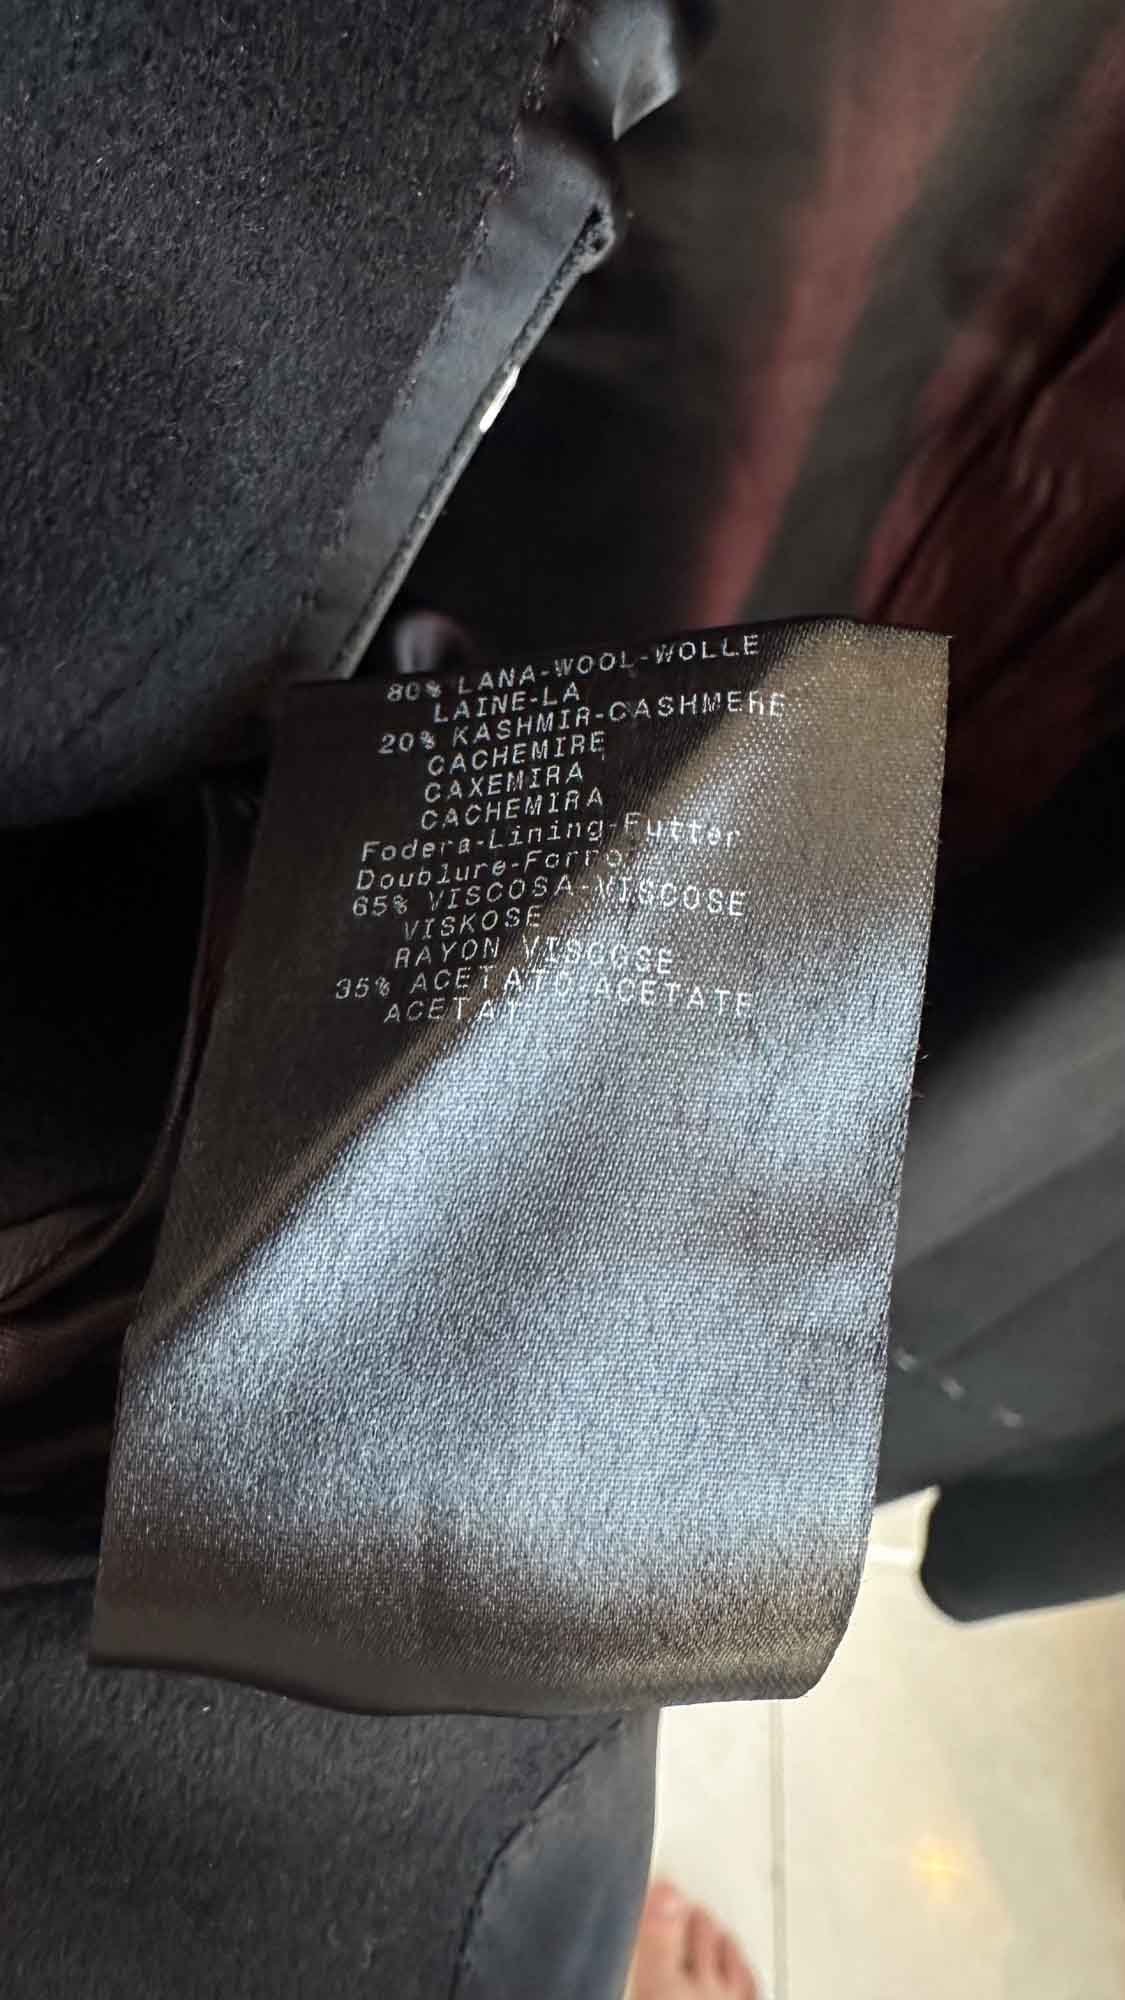 80% LANA-WOOL-WOLLE
LAINE-LA
20% KASHMIR-CASHMERE
CACHEMIRE
CAXEMIRA
CACHEMIRA
Fodera-Lining-Futter
Doublure-Forro
65% VISCOSA-VISCOSE
VISKOSE
RAYON VISCOSE
35% ACETATO-ACETATE
ACETAT